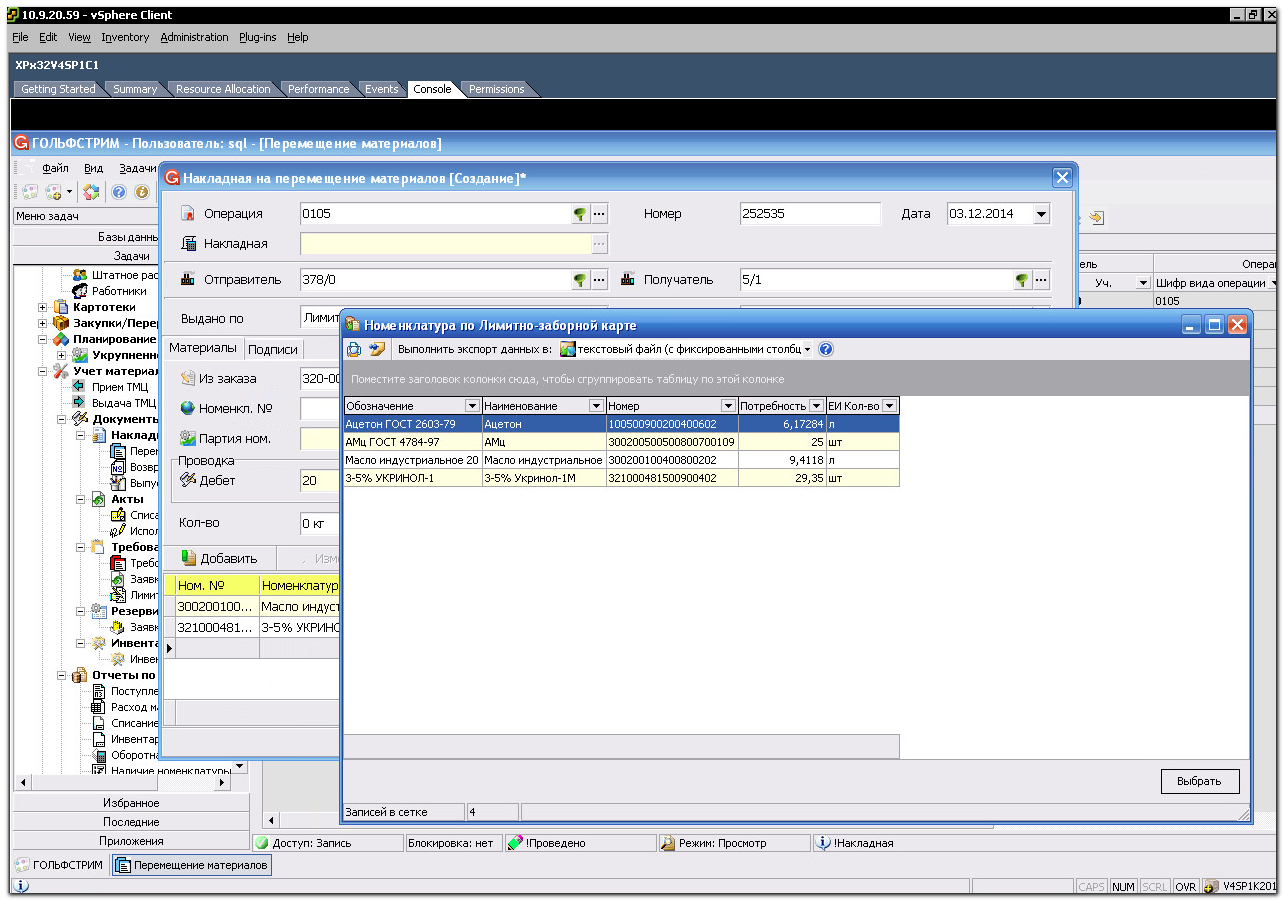 10.9.20.59 - vSphere Client
File Edit View Inventory Administration Plug-ins Help
XPx32V4SP1C1
Getting Started Summary Resource Allocation Performance Events Console Permissions
ГОЛЬФСТРИМ - Пользователь: sql - [Перемещение материалов]
Файл Вид Задачи
Меню задач
Базы данны
Задачи
Штатное рас
Работники
Картотеки
Закупки/Пере
Планирование
Укрупненн
Учет материал
Прием ТМЦ
Выдача ТМЦ
Документь
Наклад
Перем
Возвр
Выпус
Акты
Списа
Испол
Требова
Требо
Заявк
Лимит
Резерви
Заявк
Инвента
Инвен
Отчеты по
Поступле
Расход м
Списание
Инвентар
Оборотна
Наличие номенклатуры
Избранное
Последние
Приложения
Накладная на перемещение материалов [Создание]*
Операция 0105 ... Номер 252535 Дата 03.12.2014
Накладная ...
Отправитель 378/0 ... Получатель 5/1 ...
Выдано по Лимит
Материалы Подписи
Из заказа 320-00
Номенкл. №
Партия ном.
Проводка
Дебет 20
Кол-во 0 кг
Добавить Изме
Ном. № Номенклатур
300200100... Масло индуст
321000481... 3-5% УКРИНО
ель Опера
Уч. Шифр вида операции
0105
Номенклатура по Лимитно-заборной карте
Выполнить экспорт данных в: текстовый файл (с фиксированными столбц
Поместите заголовок колонки сюда, чтобы сгруппировать таблицу по этой колонке
Обозначение Наименование Номер Потребность ЕИ Кол-во
Ацетон ГОСТ 2603-79 Ацетон 100500900200400602 6,17284 л
АМц ГОСТ 4784-97 АМц 300200500500800700109 25 шт
Масло индустриальное 20 Масло индустриальное 300200100400800202 9,4118 л
3-5% УКРИНОЛ-1 3-5% Укринол-1М 321000481500900402 29,35 шт
Выбрать
Записей в сетке 4
Доступ: Запись Блокировка: нет !Проведено Режим: Просмотр !Накладная
ГОЛЬФСТРИМ Перемещение материалов
CAPS NUM SCRL OVR V4SP1K201